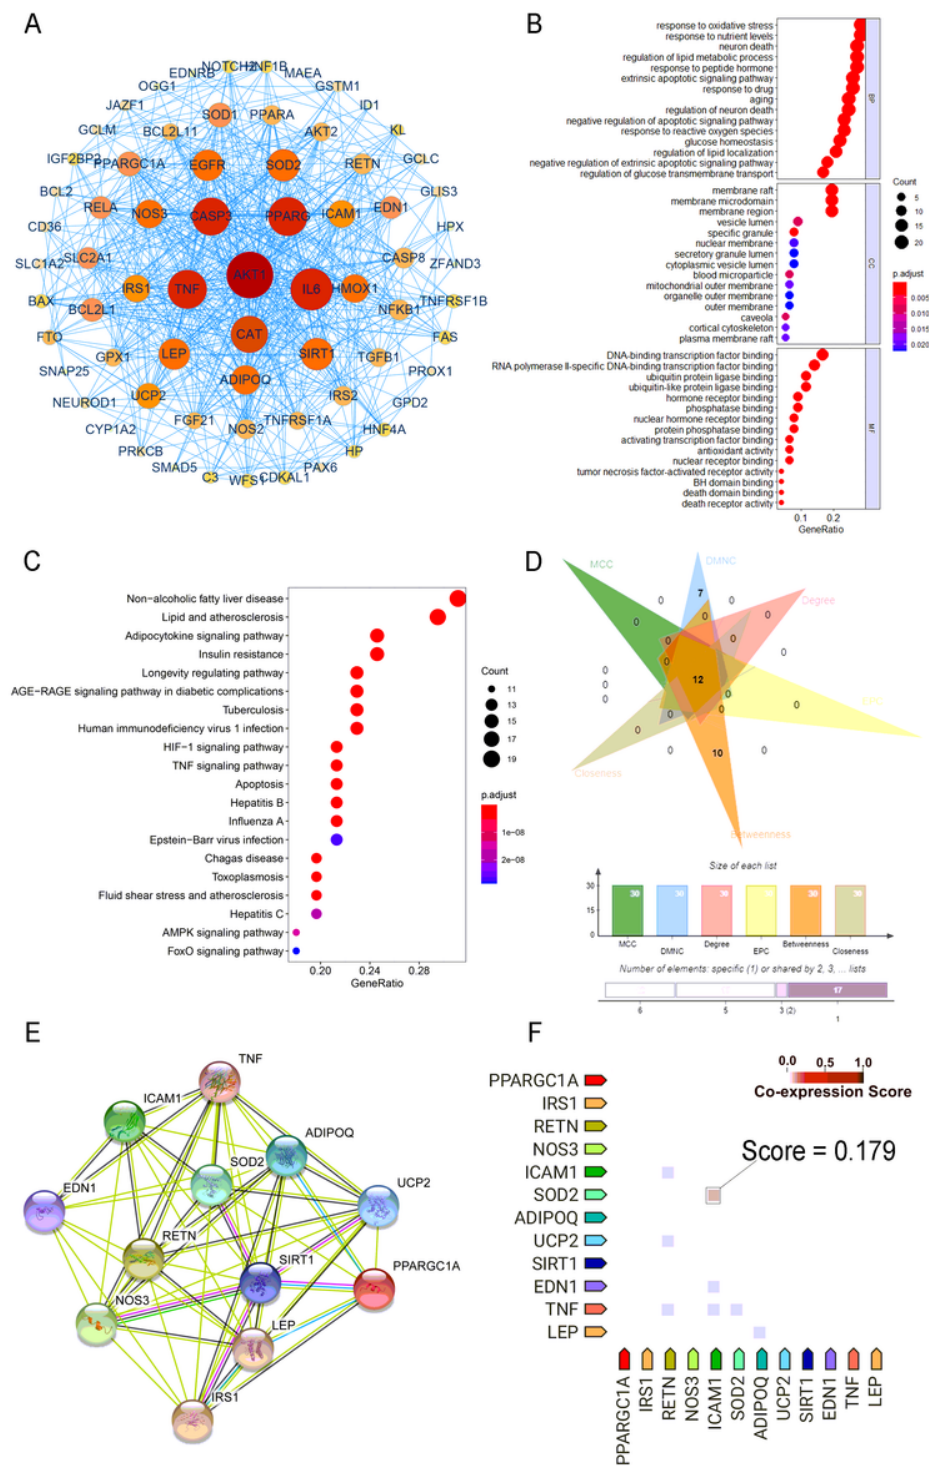 A
NOTCH2
HNF1B
EDNRB
MAEA
OGG1
GSTM1
JAZF1
SOD1
PPARA
ID1
GCLM
BCL2L11
AKT2
KL
IGF2BP2
PPARGC1A
EGFR
SOD2
RETN
GCLC
BCL2
RELA
NOS3
CASP3
PPARG
ICAM1
EDN1
GLIS3
CD36
HPX
SLC1A2
SLC2A1
AKT1
CASP8
ZFAND3
BAX
BCL2L1
IRS1
TNF
IL6
HMOX1
NFKB1
TNFRSF1B
FTO
CAT
FAS
SNAP25
GPX1
LEP
SIRT1
TGFB1
PROX1
NEUROD1
UCP2
ADIPOQ
IRS2
GPD2
CYP1A2
FGF21
NOS2
TNFRSF1A
HNF4A
PRKCB
HP
SMAD5
PAX6
C3
WFS1
CDKAL1
B
response to oxidative stress
response to nutrient levels
neuron death
regulation of lipid metabolic process
response to peptide hormone
extrinsic apoptotic signaling pathway
response to drug
aging
regulation of neuron death
negative regulation of apoptotic signaling pathway
response to reactive oxygen species
glucose homeostasis
regulation of lipid localization
negative regulation of extrinsic apoptotic signaling pathway
regulation of glucose transmembrane transport
BP
membrane raft
membrane microdomain
membrane region
vesicle lumen
specific granule
nuclear membrane
secretory granule lumen
cytoplasmic vesicle lumen
blood microparticle
mitochondrial outer membrane
organelle outer membrane
outer membrane
caveola
cortical cytoskeleton
plasma membrane raft
CC
DNA-binding transcription factor binding
RNA polymerase II-specific DNA-binding transcription factor binding
ubiquitin protein ligase binding
ubiquitin-like protein ligase binding
hormone receptor binding
phosphatase binding
nuclear hormone receptor binding
protein phosphatase binding
activating transcription factor binding
antioxidant activity
nuclear receptor binding
tumor necrosis factor-activated receptor activity
BH domain binding
death domain binding
death receptor activity
MF
0.1 0.2
GeneRatio
Count
5
10
15
20
p.adjust
0.005
0.010
0.015
0.020
C
Non-alcoholic fatty liver disease
Lipid and atherosclerosis
Adipocytokine signaling pathway
Insulin resistance
Longevity regulating pathway
AGE-RAGE signaling pathway in diabetic complications
Tuberculosis
Human immunodeficiency virus 1 infection
HIF-1 signaling pathway
TNF signaling pathway
Apoptosis
Hepatitis B
Influenza A
Epstein-Barr virus infection
Chagas disease
Toxoplasmosis
Fluid shear stress and atherosclerosis
Hepatitis C
AMPK signaling pathway
FoxO signaling pathway
0.20 0.24 0.28
GeneRatio
Count
11
13
15
17
19
p.adjust
1e-08
2e-08
D
MCC
DMNC
Degree
EPC
Betweenness
Closeness
7
0 0
0 0 0
0 0 0
0
0
0
0
12
0
0 0 0
0
10
0 0
Size of each list
30
15
0
30 30 30 30 30 30
MCC DMNC Degree EPC Betweenness Closeness
Number of elements: specific (1) or shared by 2, 3, ... lists
17
6 5 3 (2) 1
E
TNF
ICAM1
ADIPOQ
SOD2
EDN1
UCP2
RETN
SIRT1
PPARGC1A
NOS3
LEP
IRS1
F
0.0 0.5 1.0
Co-expression Score
Score = 0.179
PPARGC1A
IRS1
RETN
NOS3
ICAM1
SOD2
ADIPOQ
UCP2
SIRT1
EDN1
TNF
LEP
PPARGC1A
IRS1
RETN
NOS3
ICAM1
SOD2
ADIPOQ
UCP2
SIRT1
EDN1
TNF
LEP